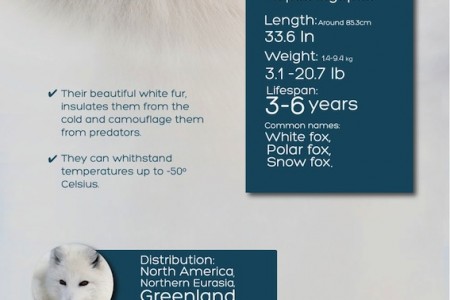 Length: Around 85.3cm
33.6 In
Weight: 1.4-9.4 kg
3.1 -20.7 lb
Lifespan:
3-6 years
Common names:
White fox,
Polar fox,
Snow fox.
✔ Their beautiful white fur,
insulates them from the
cold and camouflage them
from predators.
✔ They can whithstand
temperatures up to -50º
Celsius.
Distribution:
North America,
Northern Eurasia,
Greenland